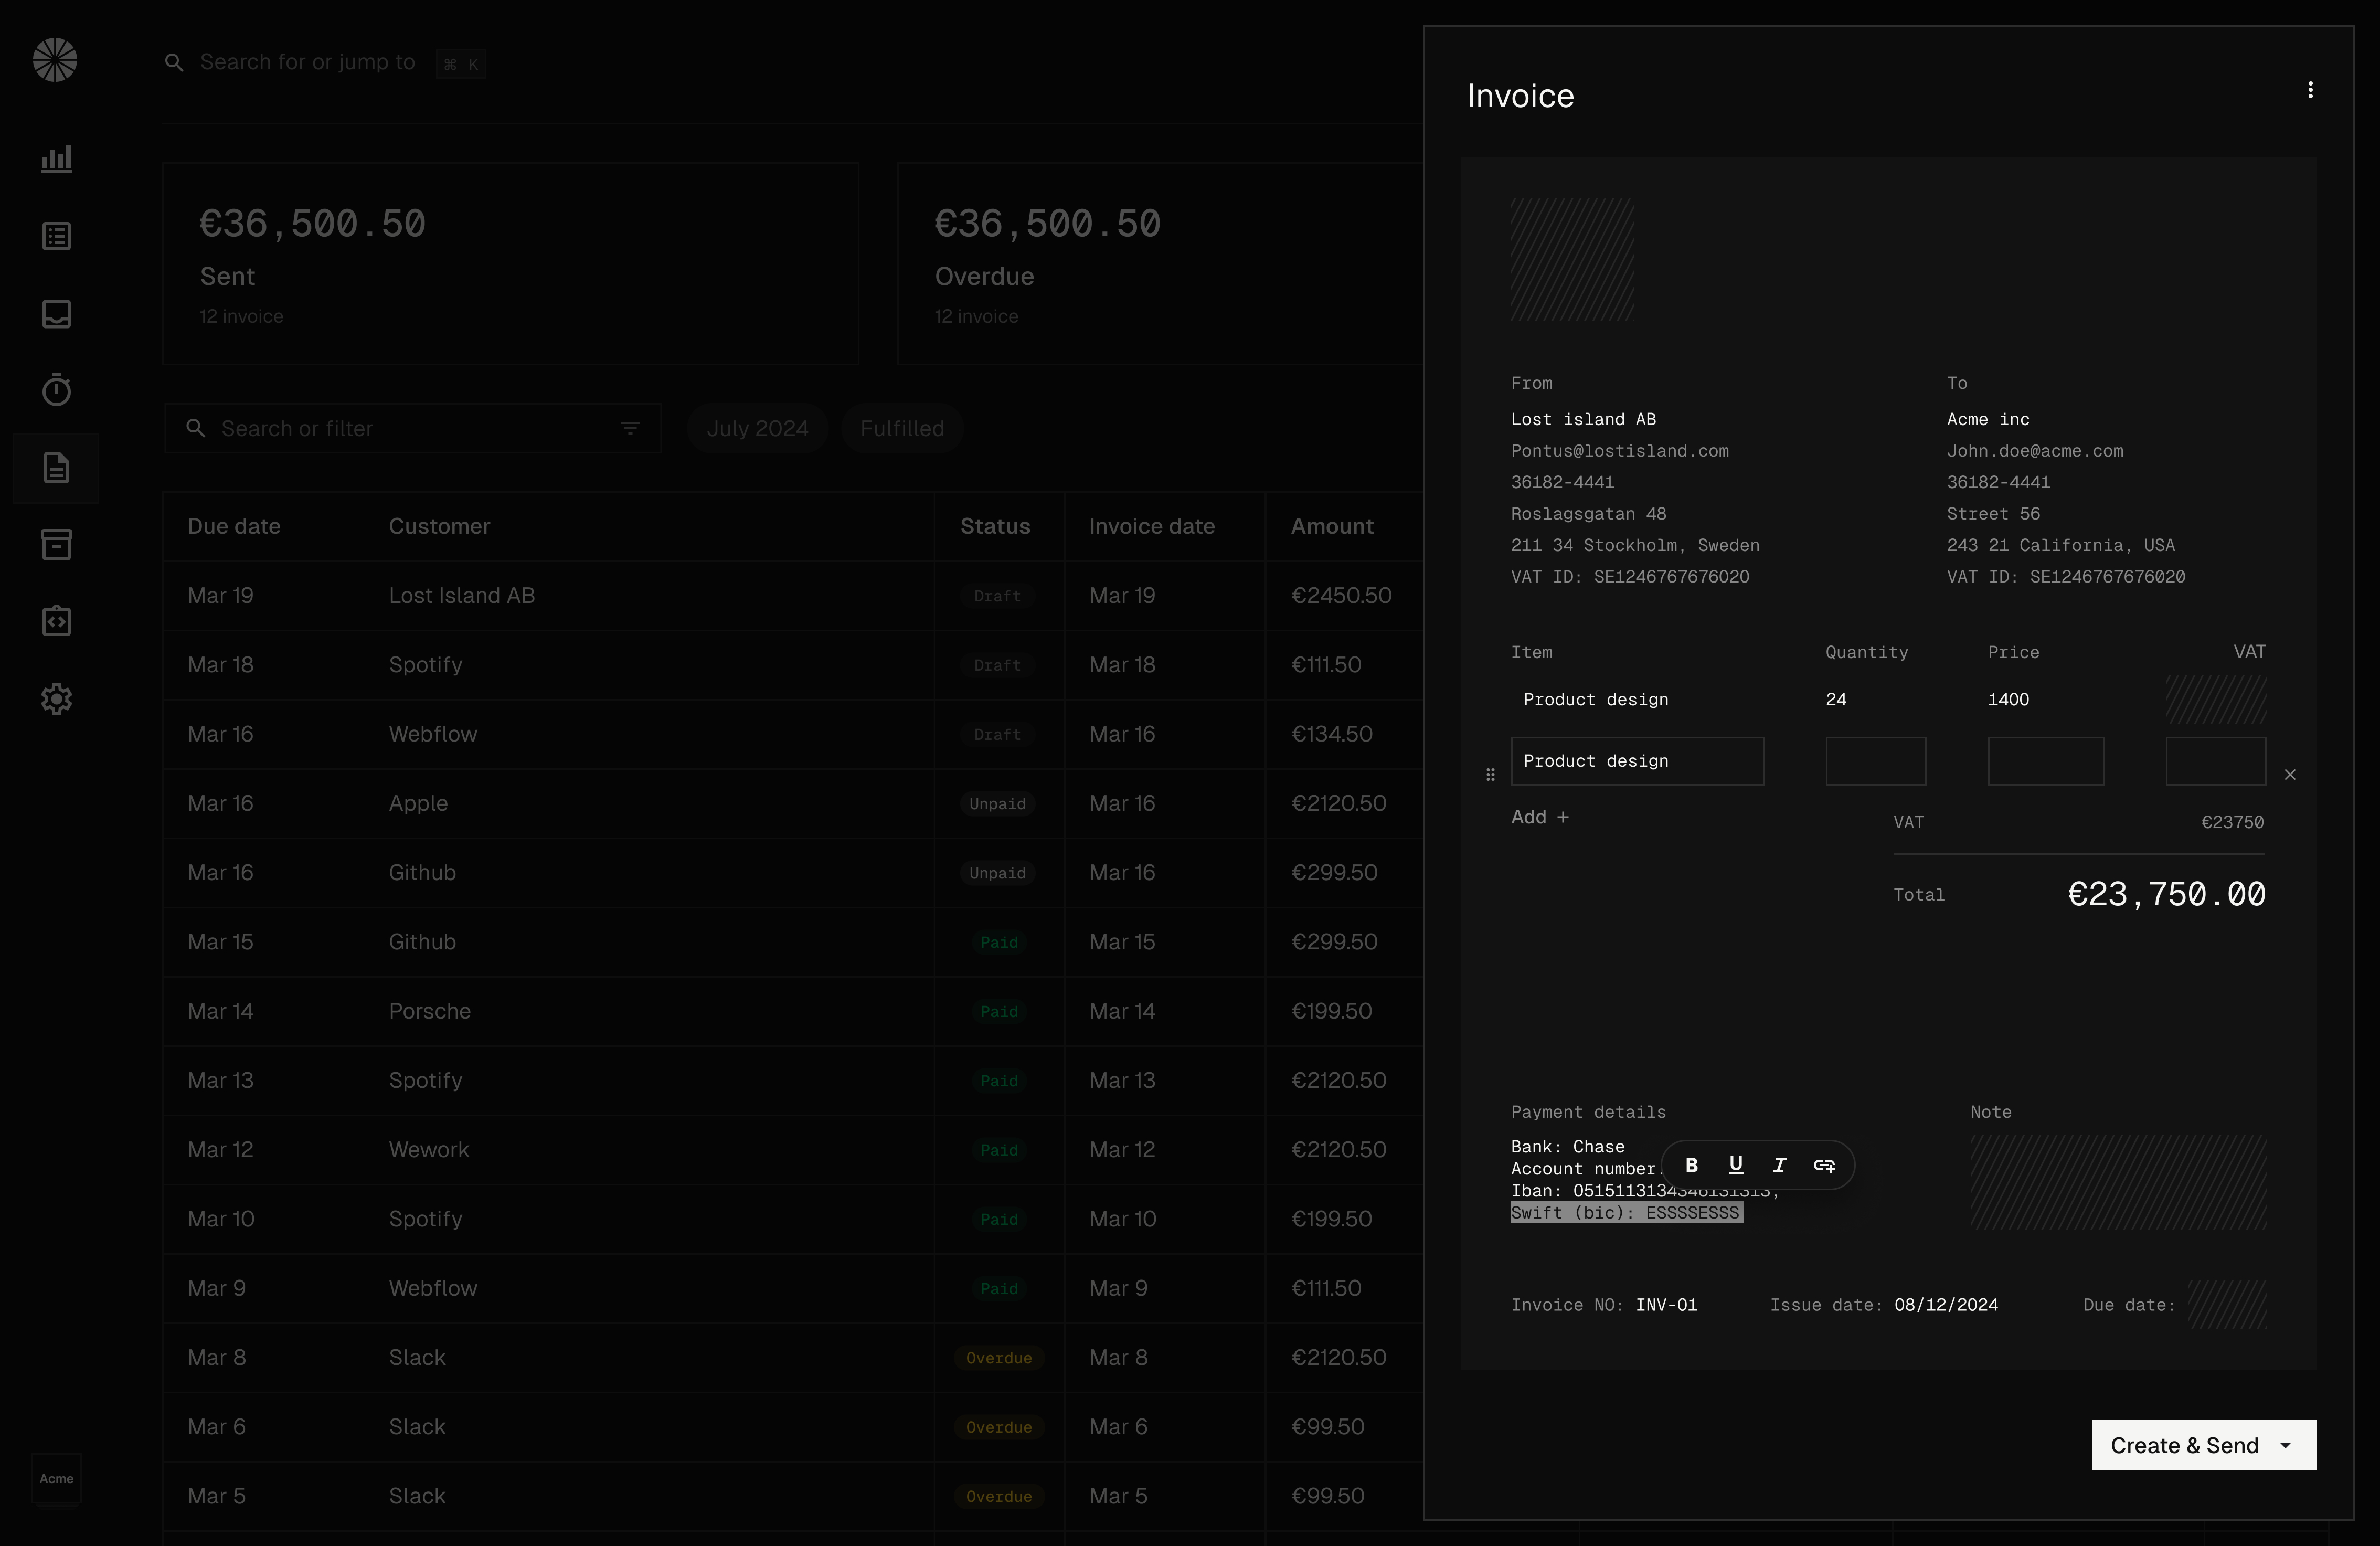 Search for or jump to ⌘ K
€36,500.50
Sent
12 invoice
€36,500.50
Overdue
12 invoice
Search or filter
July 2024
Fulfilled
Due date Customer Status Invoice date Amount
Mar 19 Lost Island AB Draft Mar 19 €2450.50
Mar 18 Spotify Draft Mar 18 €111.50
Mar 16 Webflow Draft Mar 16 €134.50
Mar 16 Apple Unpaid Mar 16 €2120.50
Mar 16 Github Unpaid Mar 16 €299.50
Mar 15 Github Paid Mar 15 €299.50
Mar 14 Porsche Paid Mar 14 €199.50
Mar 13 Spotify Paid Mar 13 €2120.50
Mar 12 Wework Paid Mar 12 €2120.50
Mar 10 Spotify Paid Mar 10 €199.50
Mar 9 Webflow Paid Mar 9 €111.50
Mar 8 Slack Overdue Mar 8 €2120.50
Mar 6 Slack Overdue Mar 6 €99.50
Mar 5 Slack Overdue Mar 5 €99.50
Acme
Invoice
From
Lost island AB
Pontus@lostisland.com
36182-4441
Roslagsgatan 48
211 34 Stockholm, Sweden
VAT ID: SE1246767676020
To
Acme inc
John.doe@acme.com
36182-4441
Street 56
243 21 California, USA
VAT ID: SE1246767676020
Item Quantity Price VAT
Product design 24 1400
Product design
Add +
VAT €23750
Total €23,750.00
Payment details
Bank: Chase
Account number
Iban:
Swift (bic): ESSSSESSS
B U I
Note
Invoice NO: INV-01 Issue date: 08/12/2024 Due date:
Create & Send